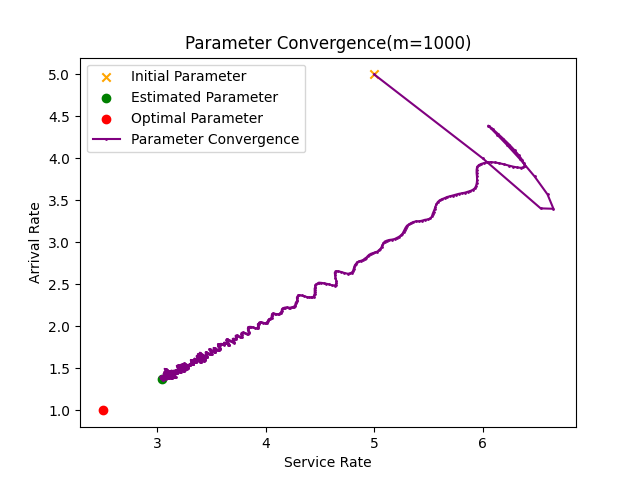 Parameter Convergence(m=1000)
Initial Parameter
Estimated Parameter
Optimal Parameter
Parameter Convergence
5.0
4.5
4.0
3.5
3.0
2.5
2.0
1.5
1.0
Arrival Rate
3 4 5 6
Service Rate